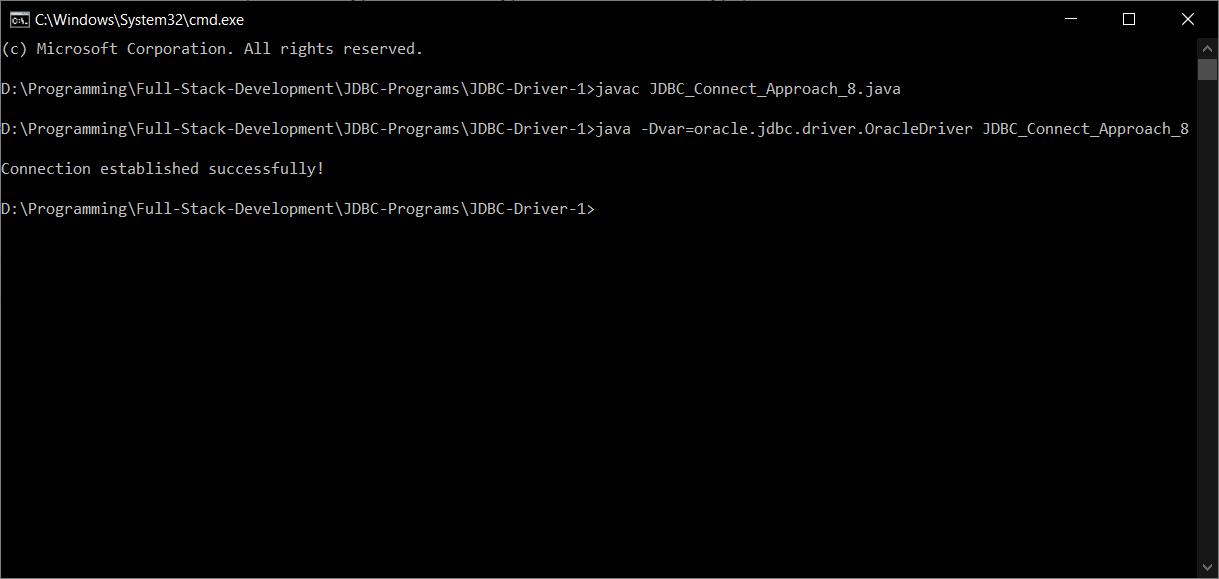 C:\Windows\System32\cmd.exe
(c) Microsoft Corporation. All rights reserved.
D:\Programming\Full-Stack-Development\JDBC-Programs\JDBC-Driver-1>javac JDBC_Connect_Approach_8.java
D:\Programming\Full-Stack-Development\JDBC-Programs\JDBC-Driver-1>java -Dvar=oracle.jdbc.driver.OracleDriver JDBC_Connect_Approach_8
Connection established successfully!
D:\Programming\Full-Stack-Development\JDBC-Programs\JDBC-Driver-1>